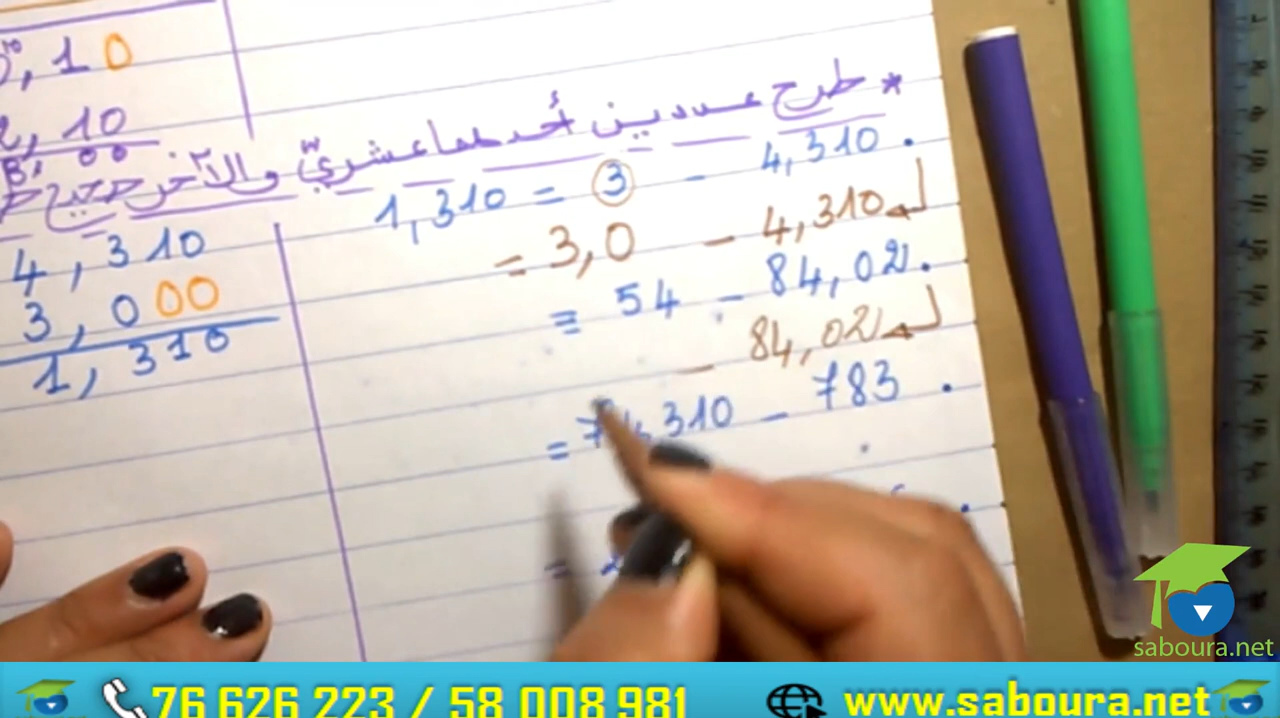 * طرح عددين أحدهما عشريّ والآخر صحيح
4,310 - 3 = 1,310
4,310 - 3,0 =
84,02 - 54 =
84,02 -
783 - 74,310 =
,10
10
4,310
3,000
1,310
saboura.net
76 626 223 / 58 008 981
www.saboura.net